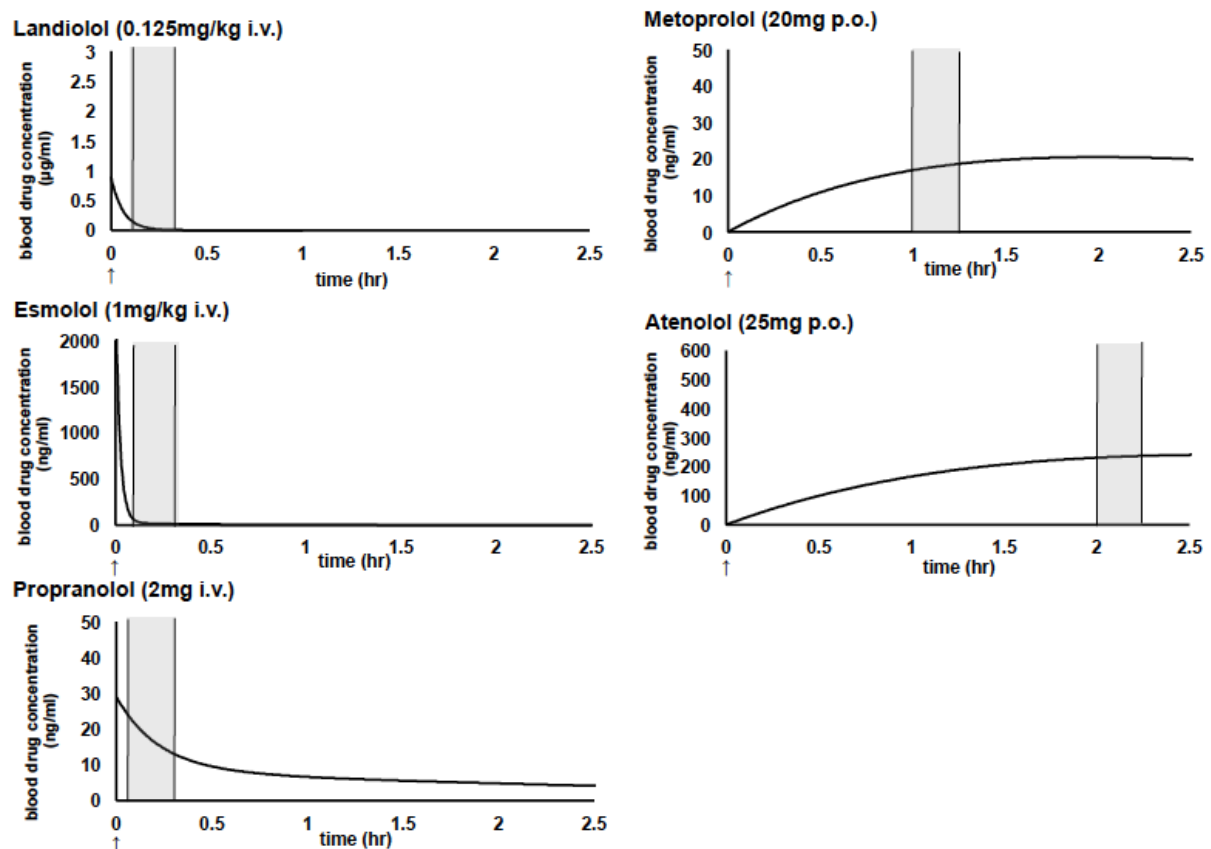 Landiolol (0.125mg/kg i.v.)
blood drug concentration
(µg/ml)
3
2.5
2
1.5
1
0.5
0
0 0.5 1 1.5 2 2.5
↑
time (hr)
Esmolol (1mg/kg i.v.)
blood drug concentration
(ng/ml)
2000
1500
1000
500
0
0 0.5 1 1.5 2 2.5
↑
time (hr)
Propranolol (2mg i.v.)
blood drug concentration
(ng/ml)
50
40
30
20
10
0
0 0.5 1 1.5 2 2.5
↑
time (hr)
Metoprolol (20mg p.o.)
blood drug concentration
(ng/ml)
50
40
30
20
10
0
0 0.5 1 1.5 2 2.5
↑
time (hr)
Atenolol (25mg p.o.)
blood drug concentration
(ng/ml)
600
500
400
300
200
100
0
0 0.5 1 1.5 2 2.5
↑
time (hr)